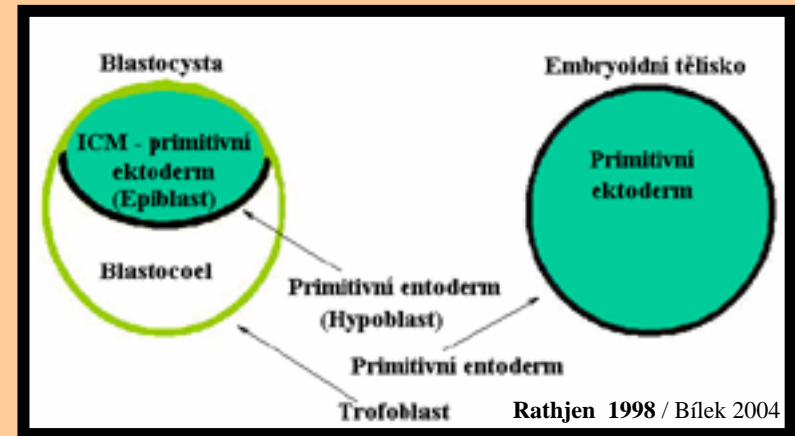 Blastocysta
ICM - primitivní
ektoderm
(Epiblast)
Blastocoel
Primitivní entoderm
(Hypoblast)
Trofoblast
Embryoidní tělisko
Primitivní
ektoderm
Primitivní entoderm
Rathjen 1998 / Bílek 2004